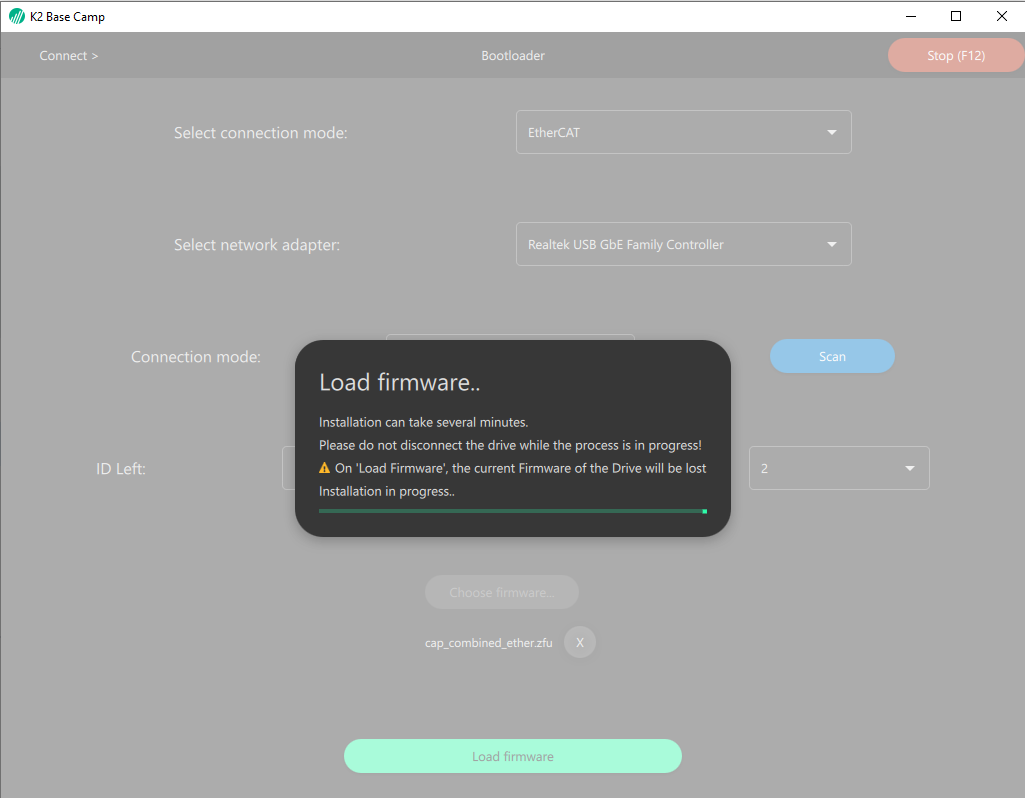 K2 Base Camp
Connect >
Bootloader
Stop (F12)
Select connection mode:
EtherCAT
Select network adapter:
Realtek USB GbE Family Controller
Connection mode:
Scan
Load firmware..
Installation can take several minutes.
Please do not disconnect the drive while the process is in progress!
⚠ On 'Load Firmware', the current Firmware of the Drive will be lost
Installation in progress..
ID Left:
2
Choose firmware...
cap_combined_ether.zfu
X
Load firmware